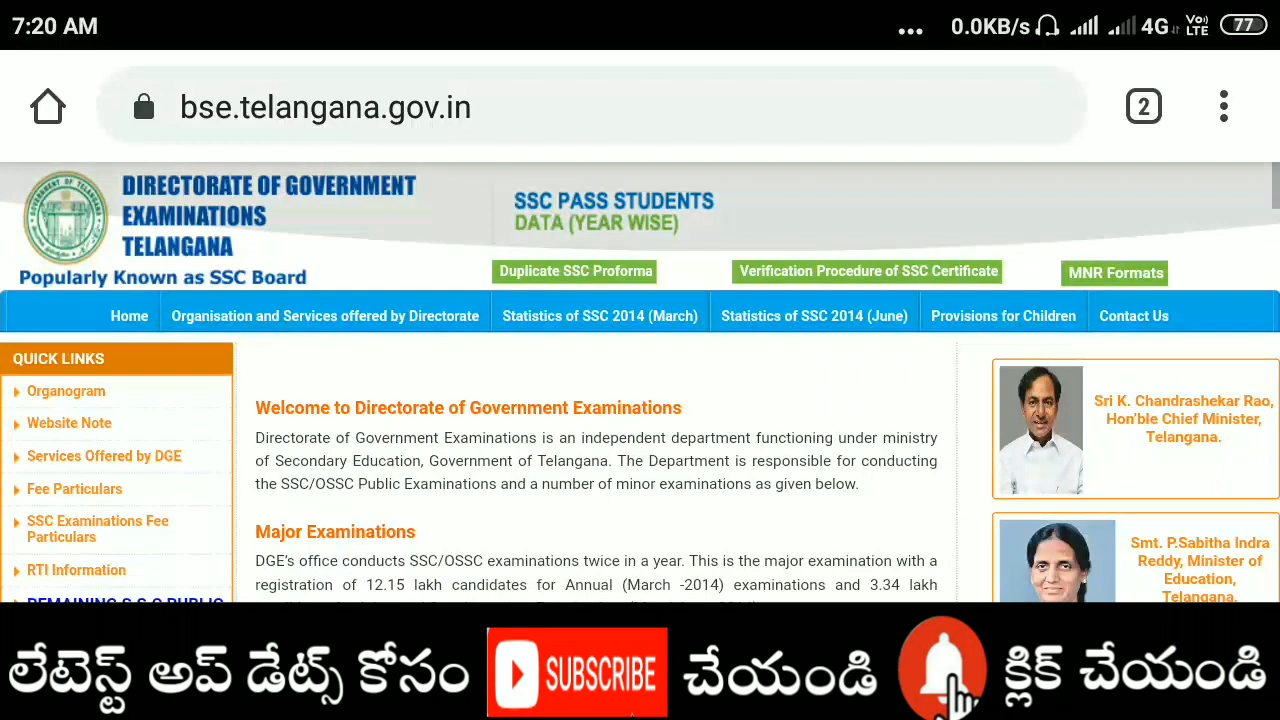 7:20 AM
... 0.0KB/s 4G Vo) LTE 77
bse.telangana.gov.in
2
DIRECTORATE OF GOVERNMENT
EXAMINATIONS
TELANGANA
Popularly Known as SSC Board
SSC PASS STUDENTS
DATA (YEAR WISE)
Duplicate SSC Proforma
Verification Procedure of SSC Certificate
MNR Formats
Home
Organisation and Services offered by Directorate
Statistics of SSC 2014 (March)
Statistics of SSC 2014 (June)
Provisions for Children
Contact Us
QUICK LINKS
Organogram
Website Note
Services Offered by DGE
Fee Particulars
SSC Examinations Fee
Particulars
RTI Information
REMAINING S.S.C PUBLIC
Welcome to Directorate of Government Examinations
Directorate of Government Examinations is an independent department functioning under ministry
of Secondary Education, Government of Telangana. The Department is responsible for conducting
the SSC/OSSC Public Examinations and a number of minor examinations as given below.
Major Examinations
DGE's office conducts SSC/OSSC examinations twice in a year. This is the major examination with a
registration of 12.15 lakh candidates for Annual (March -2014) examinations and 3.34 lakh
Sri K. Chandrashekar Rao,
Hon'ble Chief Minister,
Telangana.
Smt. P.Sabitha Indra
Reddy, Minister of
Education,
Telangana.
లేటెస్ట్ అప్ డేట్స్ కోసం SUBSCRIBE చేయండి క్లిక్ చేయండి